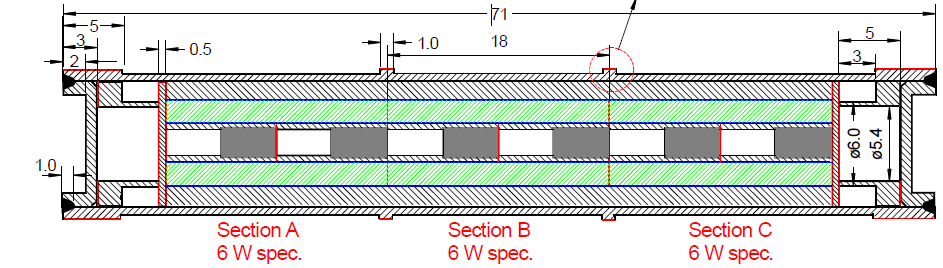 71
5
3
2
0.5
1.0
18
5
3
1.0
ø6.0
ø5.4
Section A
6 W spec.
Section B
6 W spec.
Section C
6 W spec.